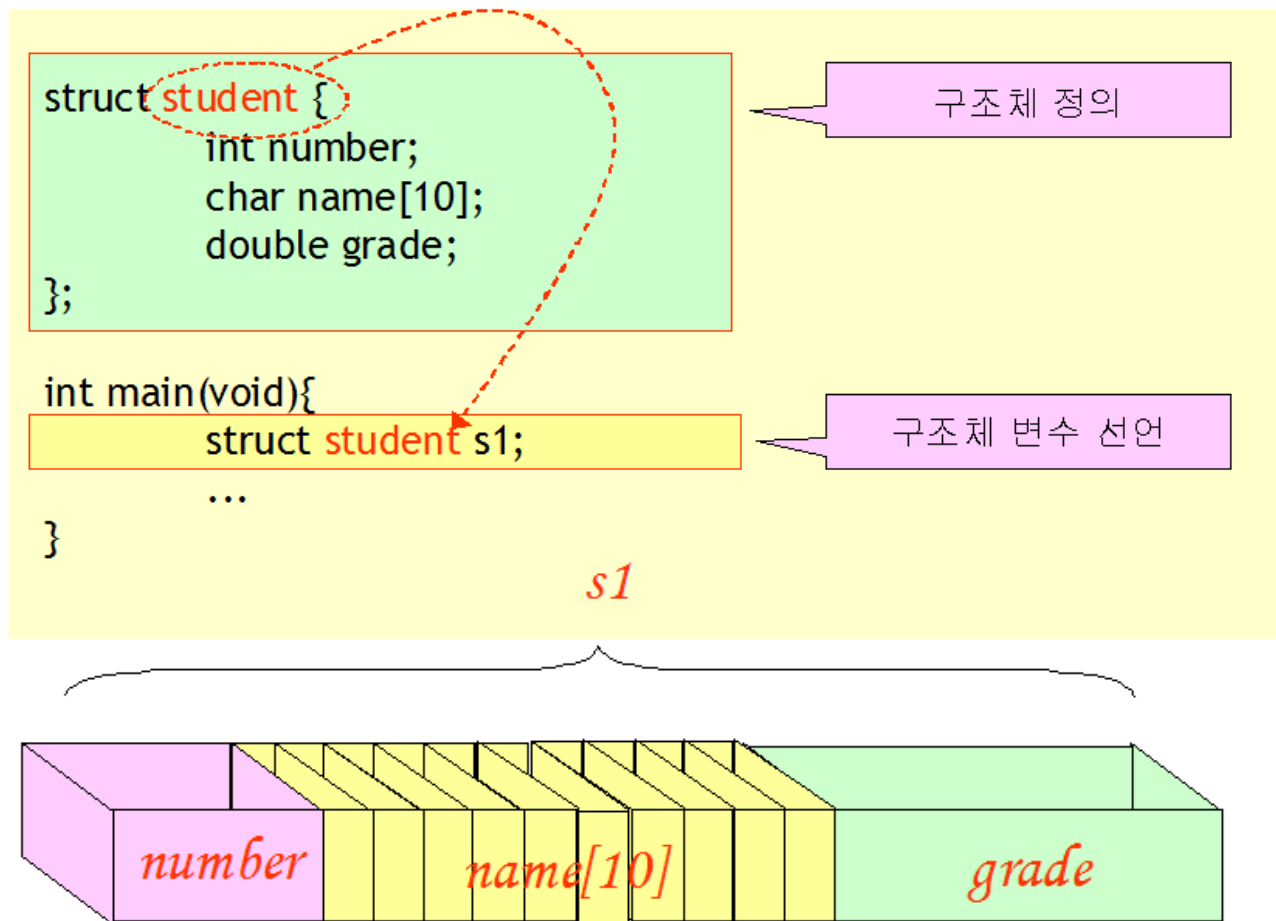 struct student {
int number;
char name[10];
double grade;
};
구조체 정의
int main(void){
struct student s1;
...
}
구조체 변수 선언
s1
number
name[10]
grade